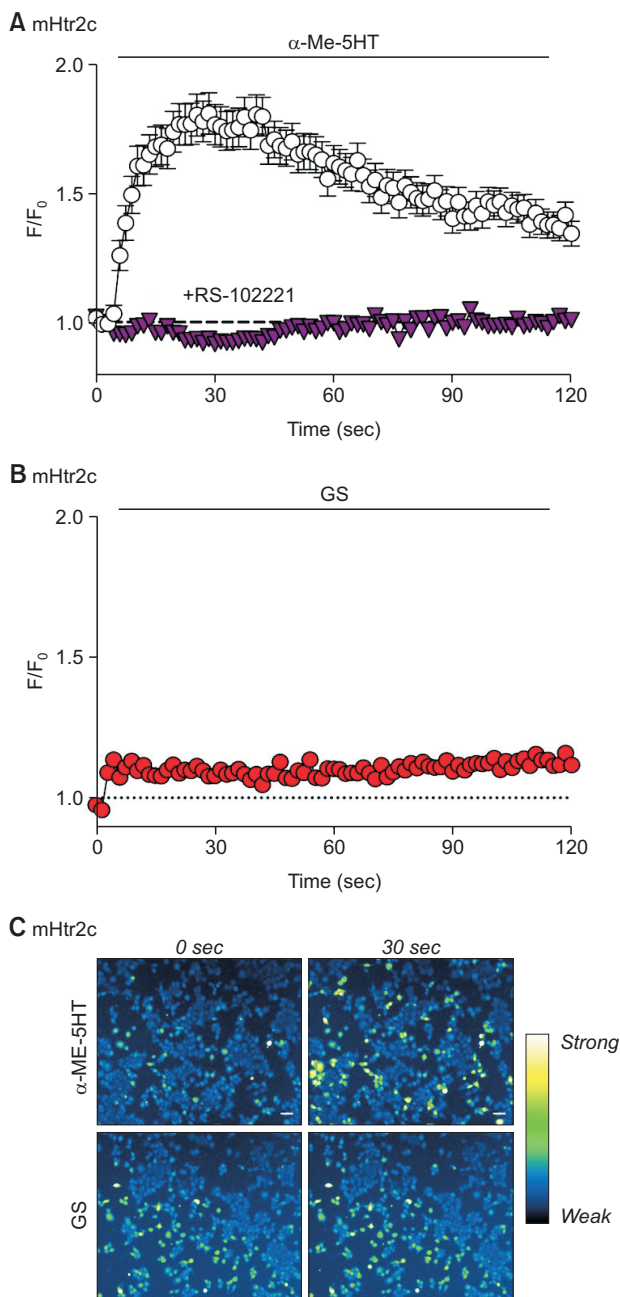 A mHtr2c
α-Me-5HT
2.0
1.5
1.0
F/F0
+RS-102221
0 30 60 90 120
Time (sec)
B mHtr2c
GS
2.0
1.5
1.0
F/F0
0 30 60 90 120
Time (sec)
C mHtr2c
0 sec 30 sec
α-ME-5HT
GS
Strong
Weak